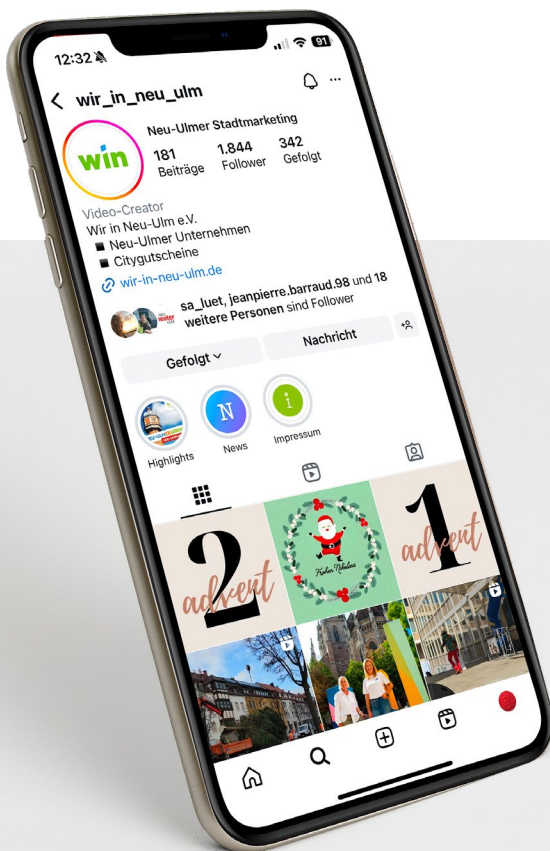 12:32
91
wir_in_neu_ulm
win
Neu-Ulmer Stadtmarketing
181 1.844 342
Beiträge Follower Gefolgt
Video-Creator
Wir in Neu-Ulm e.V.
Neu-Ulmer Unternehmen
Citygutscheine
wir-in-neu-ulm.de
sa_luet, jeanpierre.barraud.98 und 18
weitere Personen sind Follower
Gefolgt
Nachricht
N
i
Highlights
News
Impressum
2
advent
Frohen Nikolaus
1
advent